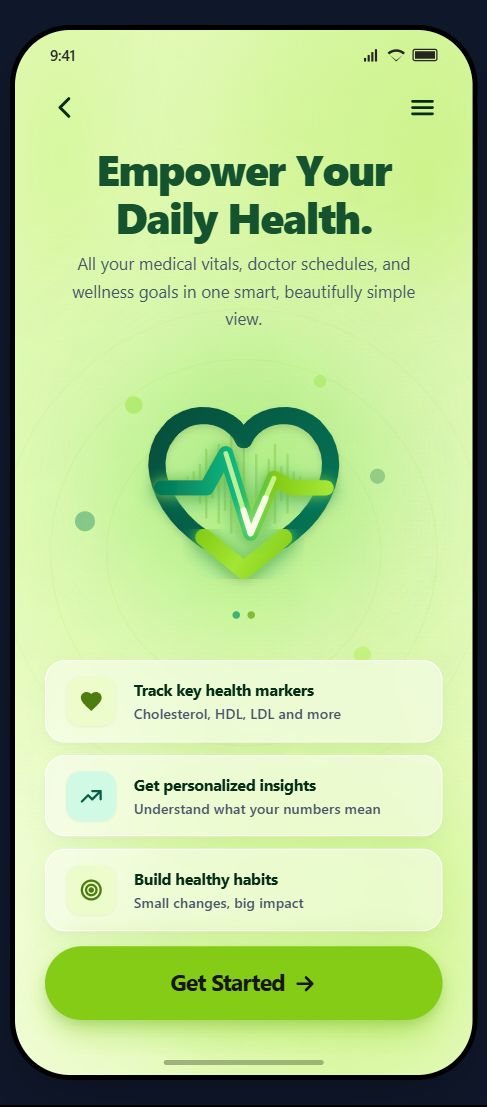 9:41
Empower Your
Daily Health.
All your medical vitals, doctor schedules, and
wellness goals in one smart, beautifully simple
view.
Track key health markers
Cholesterol, HDL, LDL and more
Get personalized insights
Understand what your numbers mean
Build healthy habits
Small changes, big impact
Get Started →